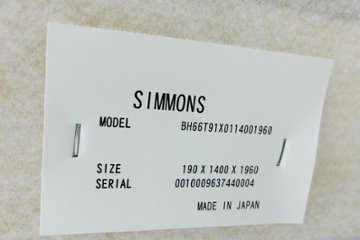 SIMMONS
MODEL BH66T91X0114001960
SIZE 190 X 1400 X 1960
SERIAL 0010009637440004
MADE IN JAPAN